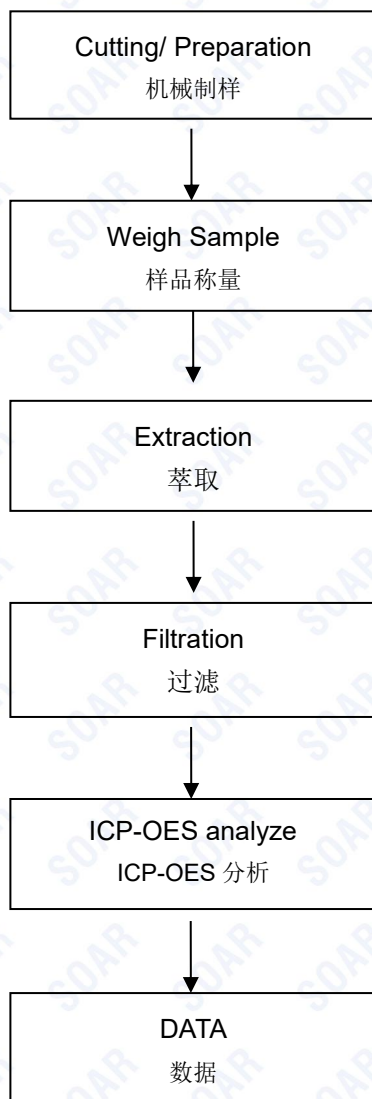 Cutting/ Preparation
机械制样
Weigh Sample
样品称量
Extraction
萃取
Filtration
过滤
ICP-OES analyze
ICP-OES 分析
DATA
数据